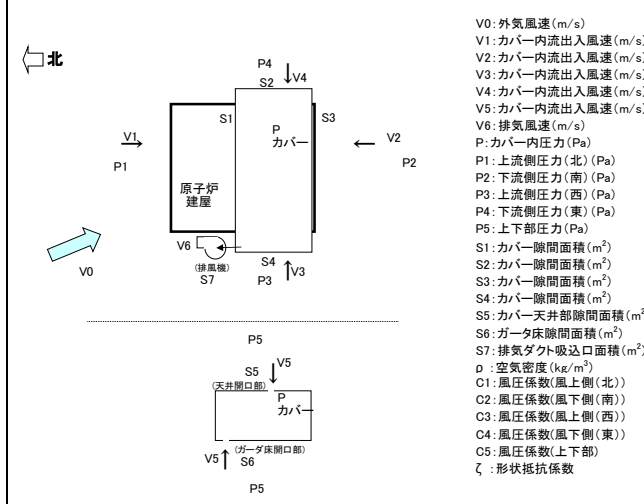 北
P4
V4
S2
S1
S3
P
カバー
V1
P1
V2
P2
原子炉
建屋
V6
(排風機)
S7
S4
P3
V3
V0
P5
S5
V5
(天井開口部)
P
カバー
(ガーダ床開口部)
V5
S6
P5
V0:外気風速(m/s)
V1:カバー内流出入風速(m/s)
V2:カバー内流出入風速(m/s)
V3:カバー内流出入風速(m/s)
V4:カバー内流出入風速(m/s)
V5:カバー内流出入風速(m/s)
V6:排気風速(m/s)
P:カバー内圧力(Pa)
P1:上流側圧力(北)(Pa)
P2:下流側圧力(南)(Pa)
P3:上流側圧力(西)(Pa)
P4:下流側圧力(東)(Pa)
P5:上下部圧力(Pa)
S1:カバー隙間面積(m²)
S2:カバー隙間面積(m²)
S3:カバー隙間面積(m²)
S4:カバー隙間面積(m²)
S5:カバー天井部隙間面積(m²
S6:ガータ床隙間面積(m²)
S7:排気ダクト吸込口面積(m²)
ρ:空気密度(kg/m³)
C1:風圧係数(風上側(北))
C2:風圧係数(風下側(南))
C3:風圧係数(風上側(西))
C4:風圧係数(風下側(東))
C5:風圧係数(上下部)
ζ:形状抵抗係数